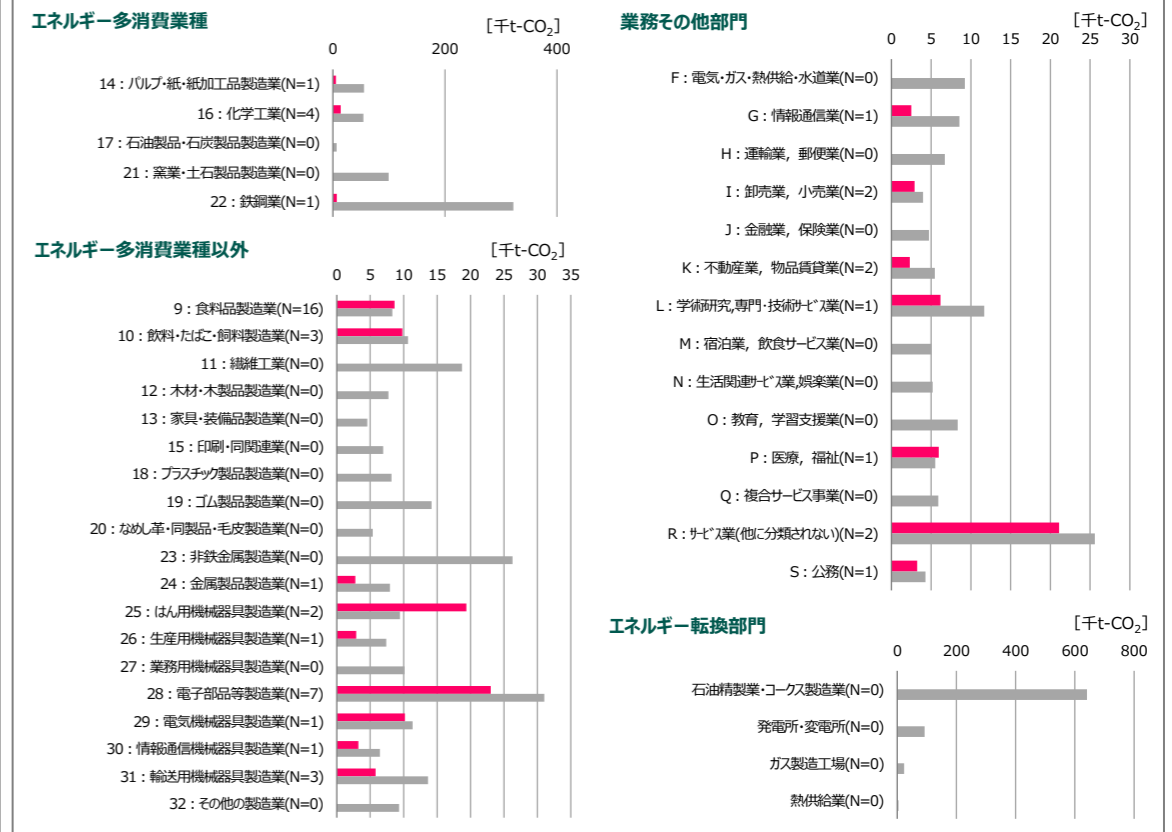 エネルギー多消費業種
[千t-CO2]
0 200 400
14：パルプ・紙・紙加工品製造業(N=1)
16：化学工業(N=4)
17：石油製品・石炭製品製造業(N=0)
21：窯業・土石製品製造業(N=0)
22：鉄鋼業(N=1)
エネルギー多消費業種以外
[千t-CO2]
0 5 10 15 20 25 30 35
9：食料品製造業(N=16)
10：飲料・たばこ・飼料製造業(N=3)
11：繊維工業(N=0)
12：木材・木製品製造業(N=0)
13：家具・装備品製造業(N=0)
15：印刷・同関連業(N=0)
18：プラスチック製品製造業(N=0)
19：ゴム製品製造業(N=0)
20：なめし革・同製品・毛皮製造業(N=0)
23：非鉄金属製造業(N=0)
24：金属製品製造業(N=1)
25：はん用機械器具製造業(N=2)
26：生産用機械器具製造業(N=1)
27：業務用機械器具製造業(N=0)
28：電子部品等製造業(N=7)
29：電気機械器具製造業(N=1)
30：情報通信機械器具製造業(N=1)
31：輸送用機械器具製造業(N=3)
32：その他の製造業(N=0)
業務その他部門
[千t-CO2]
0 5 10 15 20 25 30
F：電気・ガス・熱供給・水道業(N=0)
G：情報通信業(N=1)
H：運輸業，郵便業(N=0)
I：卸売業，小売業(N=2)
J：金融業，保険業(N=0)
K：不動産業，物品賃貸業(N=2)
L：学術研究,専門・技術サービス業(N=1)
M：宿泊業，飲食サービス業(N=0)
N：生活関連サービス業,娯楽業(N=0)
O：教育，学習支援業(N=0)
P：医療，福祉(N=1)
Q：複合サービス事業(N=0)
R：サービス業(他に分類されない)(N=2)
S：公務(N=1)
エネルギー転換部門
[千t-CO2]
0 200 400 600 800
石油精製業・コークス製造業(N=0)
発電所・変電所(N=0)
ガス製造工場(N=0)
熱供給業(N=0)